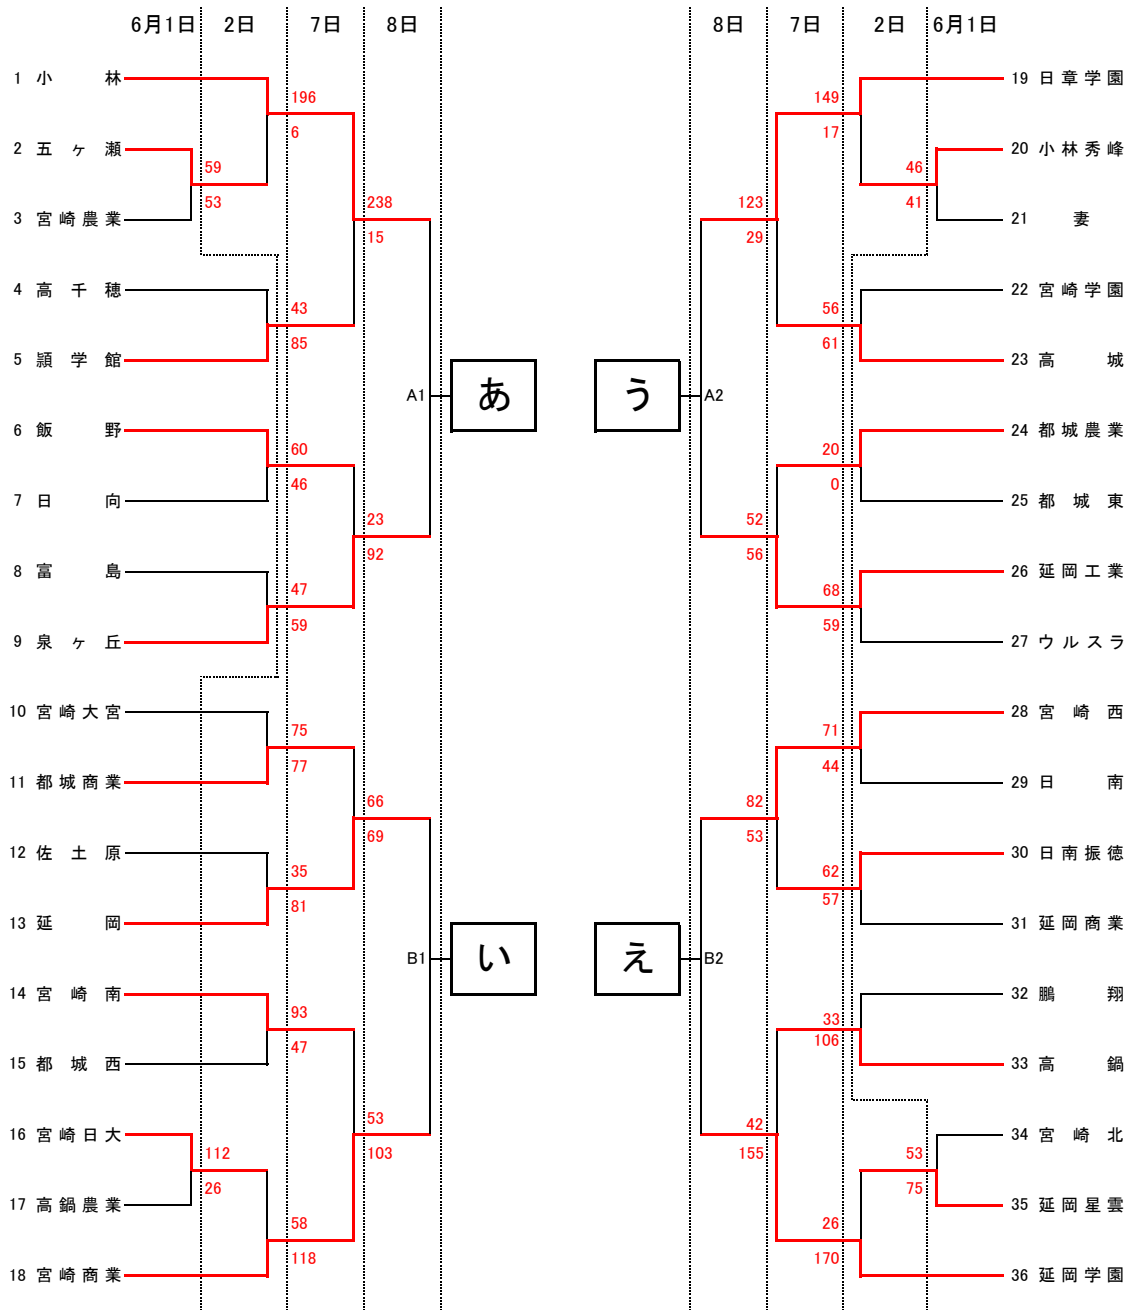 6月1日 2日 7日 8日 8日 7日 2日 6月1日
1 小林 19 日章学園
196 149
6 17
2 五ヶ瀬 20 小林秀峰
59 46
53 41
238 123
3 宮崎農業 21 妻
15 29
4 高千穂 22 宮崎学園
43 56
85 61
5 頴学館 23 高城
A1 あ う A2
6 飯野 24 都城農業
60 20
46 0
7 日向 25 都城東
23 52
92 56
8 富島 26 延岡工業
47 68
59 59
9 泉ヶ丘 27 ウルスラ
10 宮崎大宮 28 宮崎西
75 71
77 44
11 都城商業 29 日南
66 82
69 53
12 佐土原 30 日南振徳
35 62
81 57
13 延岡 31 延岡商業
B1 い え B2
14 宮崎南 32 鵬翔
93 33
47 106
15 都城西 33 高鍋
53 42
16 宮崎日大 34 宮崎北
112 103 155 53
26 75
17 高鍋農業 35 延岡星雲
58 26
118 170
18 宮崎商業 36 延岡学園